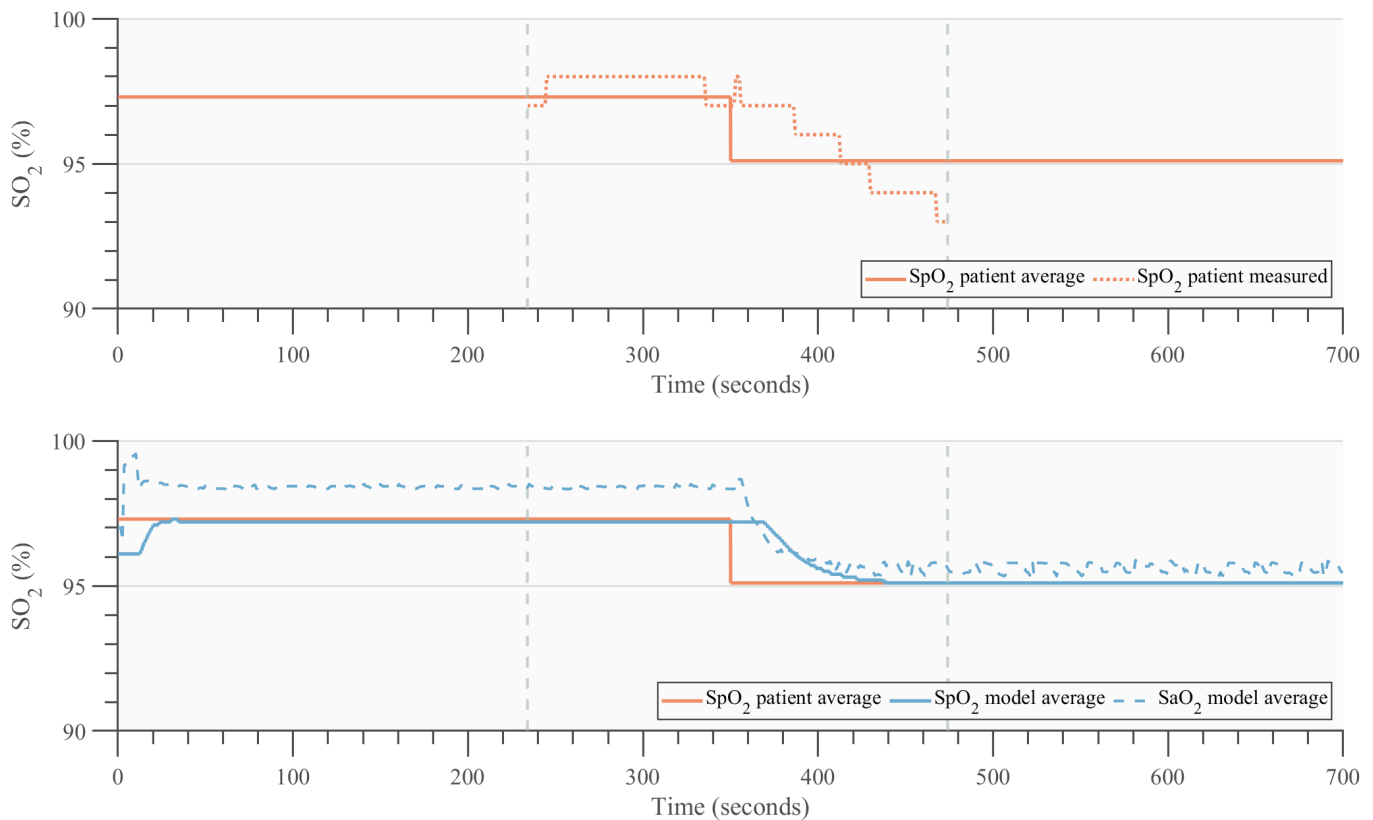 100
95
90
SO2 (%)
SpO2 patient average SpO2 patient measured
0 100 200 300 400 500 600 700
Time (seconds)
100
95
90
SO2 (%)
SpO2 patient average SpO2 model average SaO2 model average
0 100 200 300 400 500 600 700
Time (seconds)